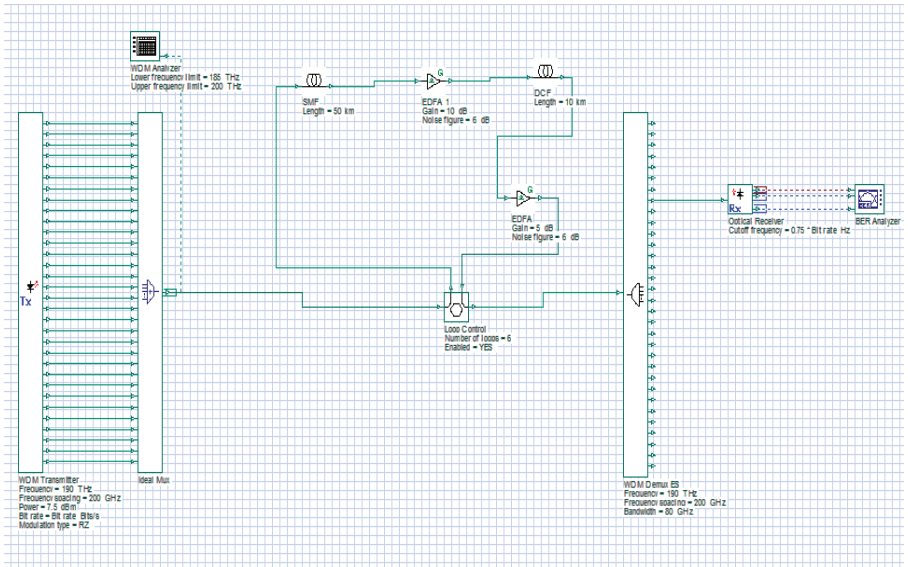 WDM Analyzer
Lower frequency limit = 185 THz
Upper frequency limit = 200 THz
SMF
Length = 50 km
G
EDFA 1
Gain = 10 dB
Noise figure = 6 dB
DCF
Length = 10 km
G
EDFA
Gain = 5 dB
Noise figure = 6 dB
Rx
Optical Receiver
Cutoff frequency = 0.75 * Bit rate Hz
BER Analyzer
Tx
Loop Control
Number of loops = 6
Enabled = YES
WDM Transmitter
Frequency = 190 THz
Frequency spacing = 200 GHz
Power = 7.5 dBm
Bit rate = Bit rate Bits/s
Modulation type = RZ
Ideal Mux
WDM Demux ES
Frequency = 190 THz
Frequency spacing = 200 GHz
Bandwidth = 80 GHz